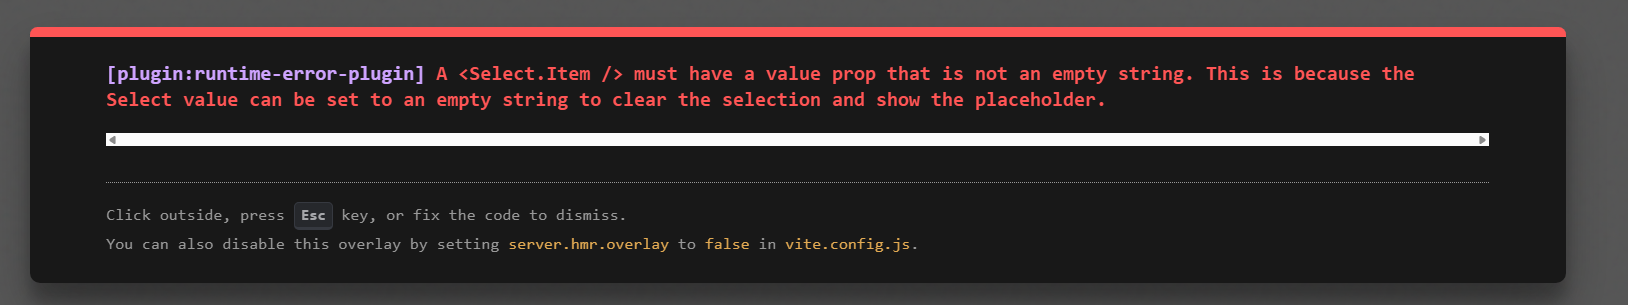 [plugin:runtime-error-plugin] A <Select.Item /> must have a value prop that is not an empty string. This is because the
Select value can be set to an empty string to clear the selection and show the placeholder.
Click outside, press Esc key, or fix the code to dismiss.
You can also disable this overlay by setting server.hmr.overlay to false in vite.config.js.